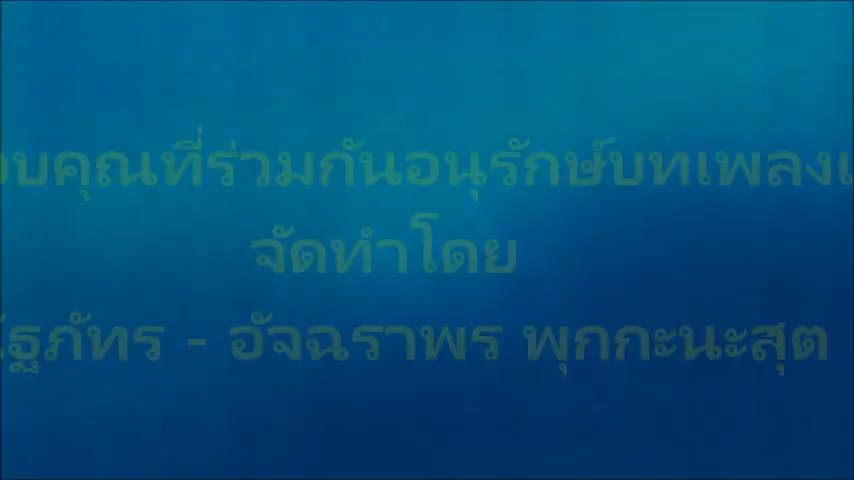 อบคุณที่ร่วมกันอนุรักษ์บทเพลงเ
จัดทำโดย
ัฐภัทร - อัจฉราพร พุกกะนะสุต